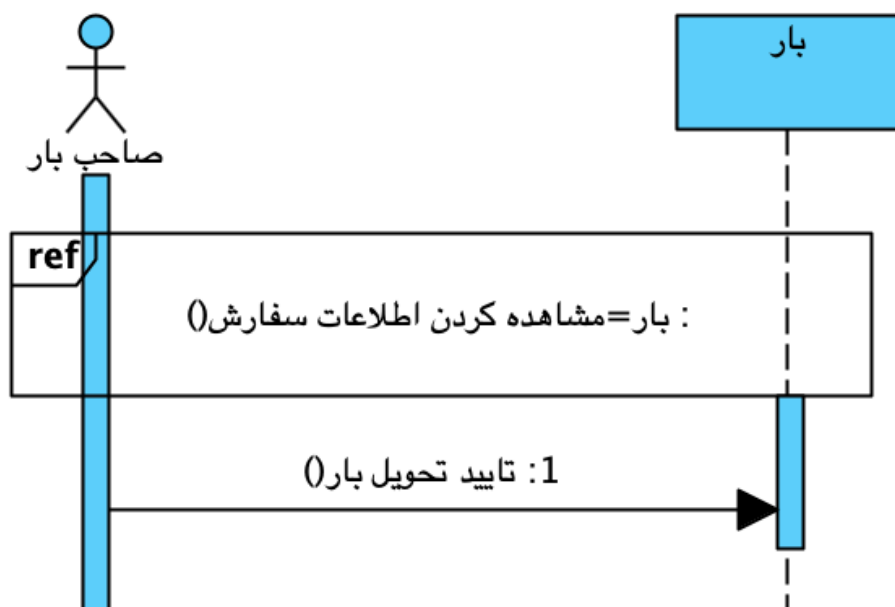 بار
صاحب بار
ref
بار=مشاهده کردن اطلاعات سفارش() :
1: تایید تحویل بار()